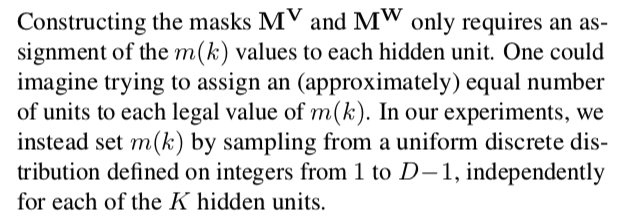 Constructing the masks M^V and M^W only requires an as-
signment of the m(k) values to each hidden unit. One could
imagine trying to assign an (approximately) equal number
of units to each legal value of m(k). In our experiments, we
instead set m(k) by sampling from a uniform discrete dis-
tribution defined on integers from 1 to D−1, independently
for each of the K hidden units.